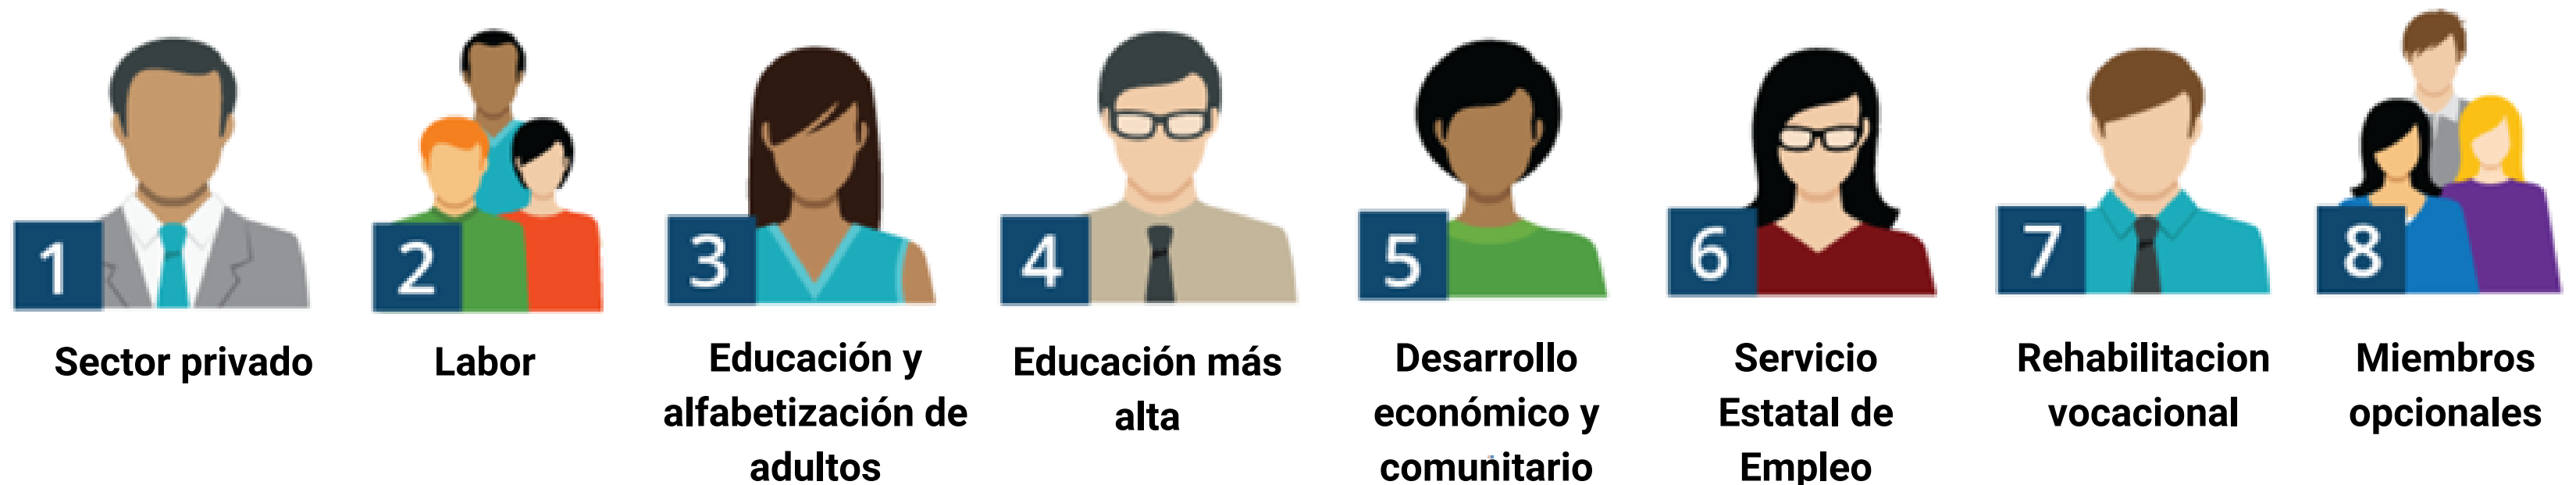 1
Sector privado
2
Labor
3
Educación y
alfabetización de
adultos
4
Educación más
alta
5
Desarrollo
económico y
comunitario
6
Servicio
Estatal de
Empleo
7
Rehabilitacion
vocacional
8
Miembros
opcionales